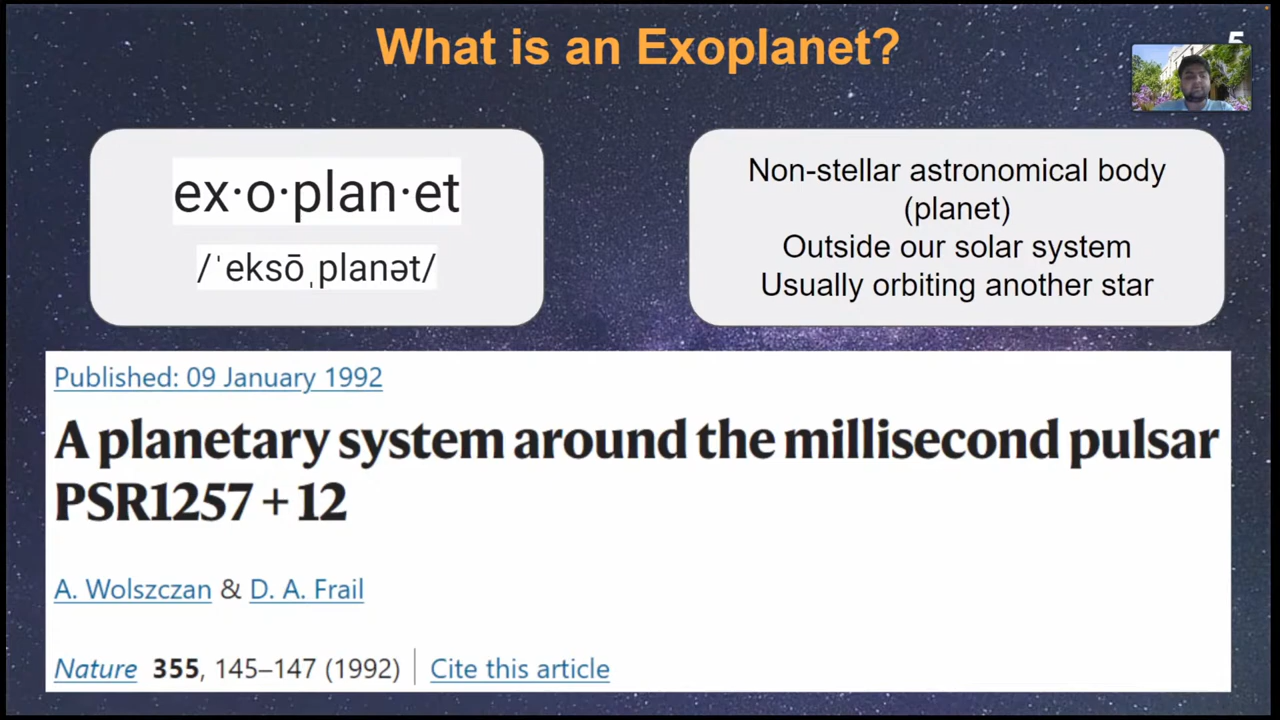 What is an Exoplanet?
5
ex·o·plan·et
/ˈeksōˌplanət/
Non-stellar astronomical body
(planet)
Outside our solar system
Usually orbiting another star
Published: 09 January 1992
A planetary system around the millisecond pulsar
PSR1257 + 12
A. Wolszczan & D. A. Frail
Nature 355, 145–147 (1992) Cite this article